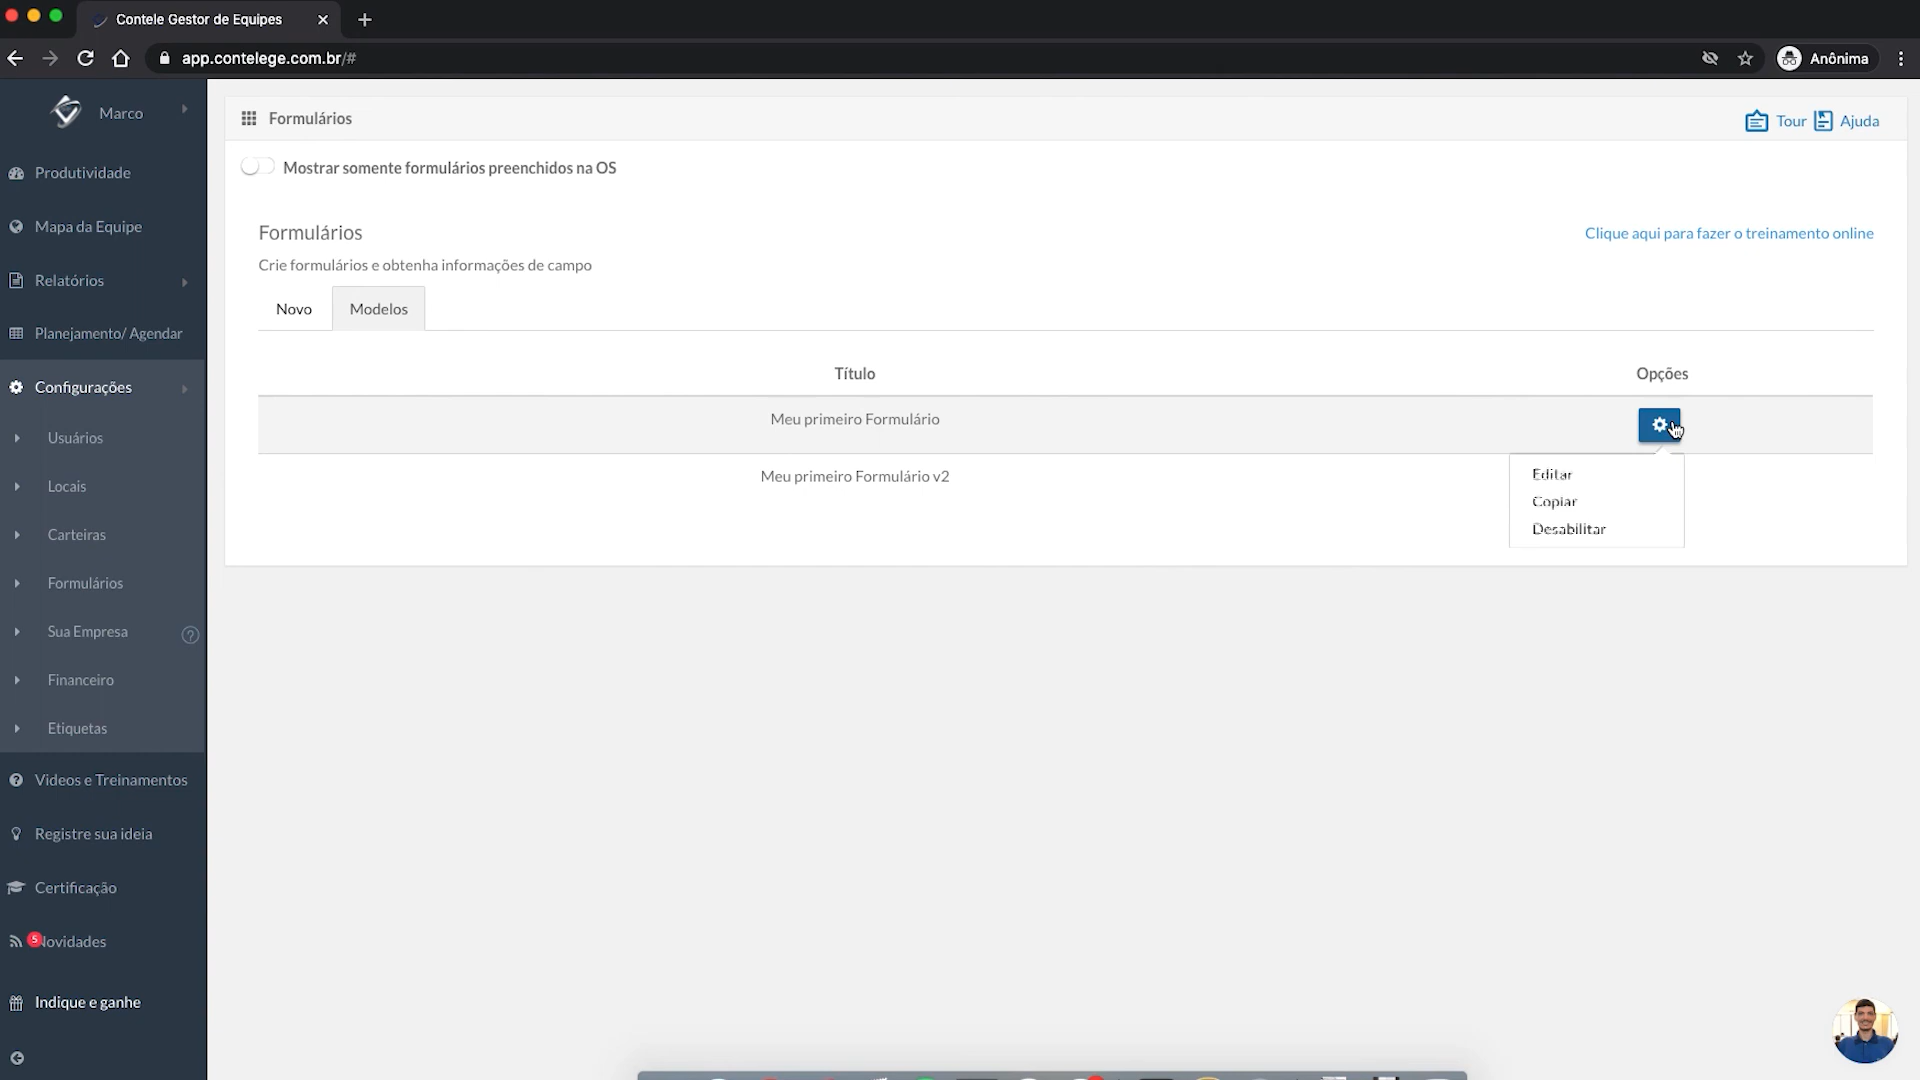 Contele Gestor de Equipes
app.contelege.com.br/#
Anônima
Marco
Produtividade
Mapa da Equipe
Relatórios
Planejamento/ Agendar
Configurações
Usuários
Locais
Carteiras
Formulários
Sua Empresa
Financeiro
Etiquetas
Videos e Treinamentos
Registre sua ideia
Certificação
5
Novidades
Indique e ganhe
Formulários
Tour
Ajuda
Mostrar somente formulários preenchidos na OS
Formulários
Clique aqui para fazer o treinamento online
Crie formulários e obtenha informações de campo
Novo
Modelos
Título
Opções
Meu primeiro Formulário
Meu primeiro Formulário v2
Editar
Copiar
Desabilitar